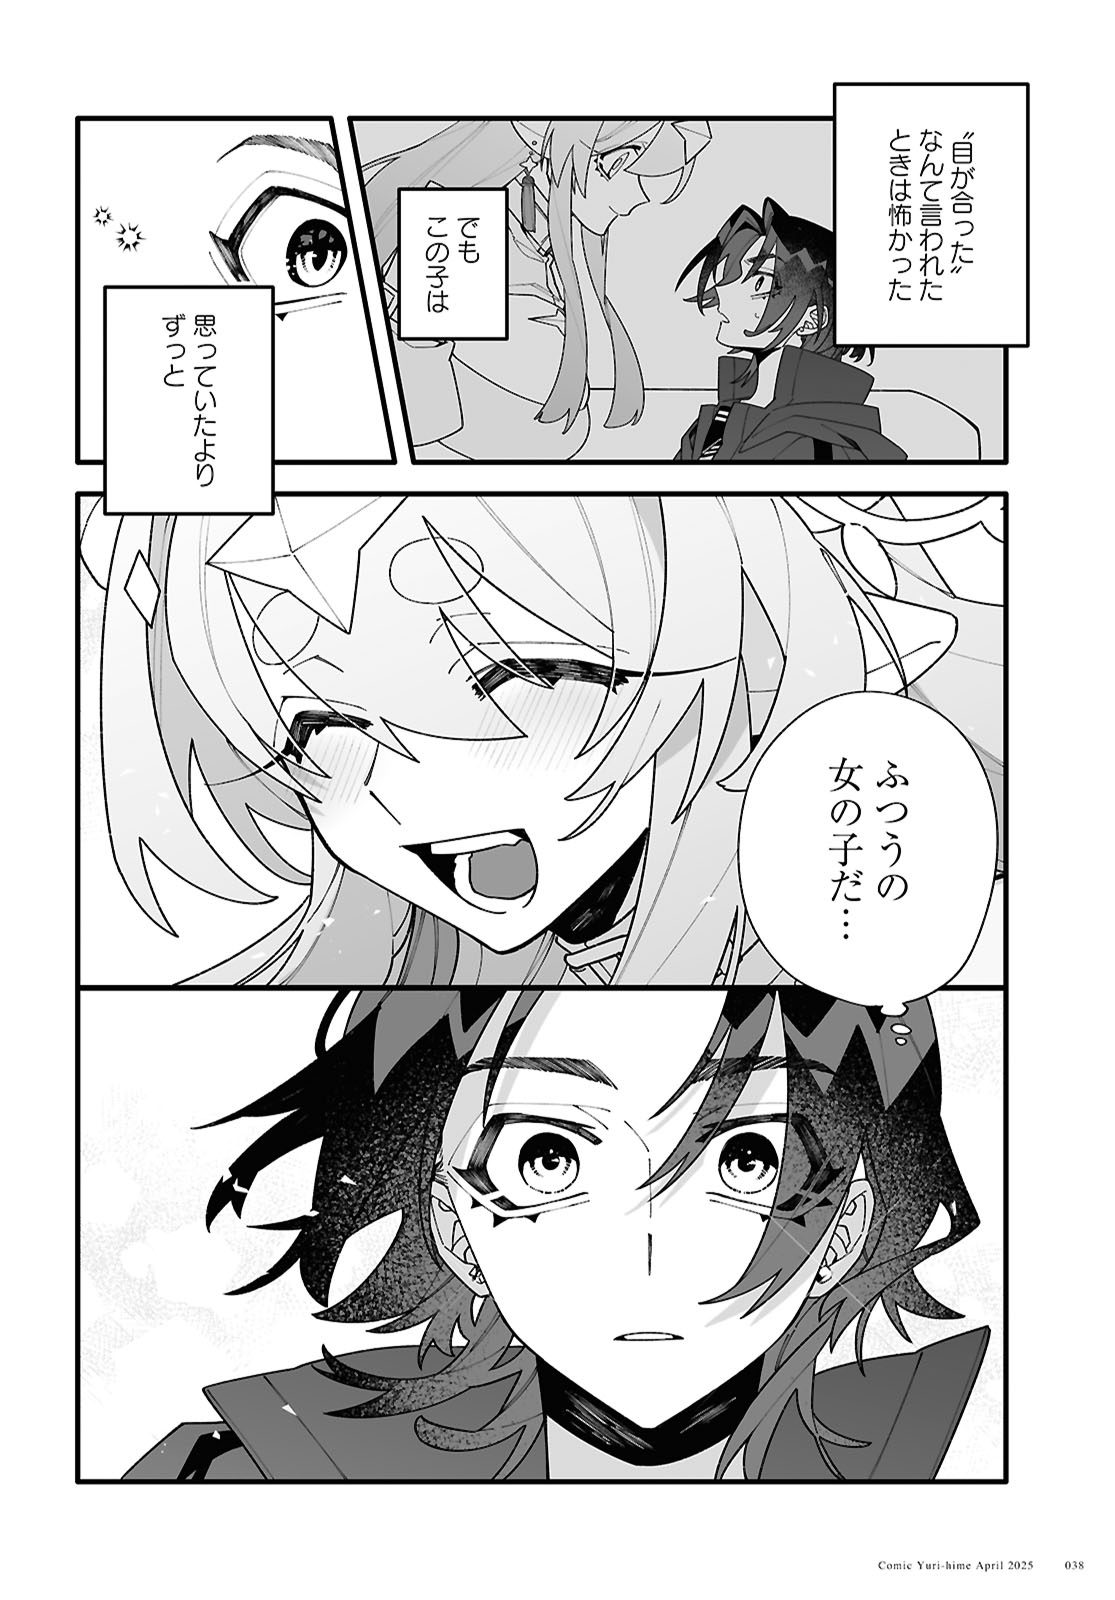 〝目が合った〟
なんて言われた
ときは怖かった
でも
この子は
思っていたより
ずっと
ふつうの
女の子だ…
Comic Yuri-hime April 2025 038